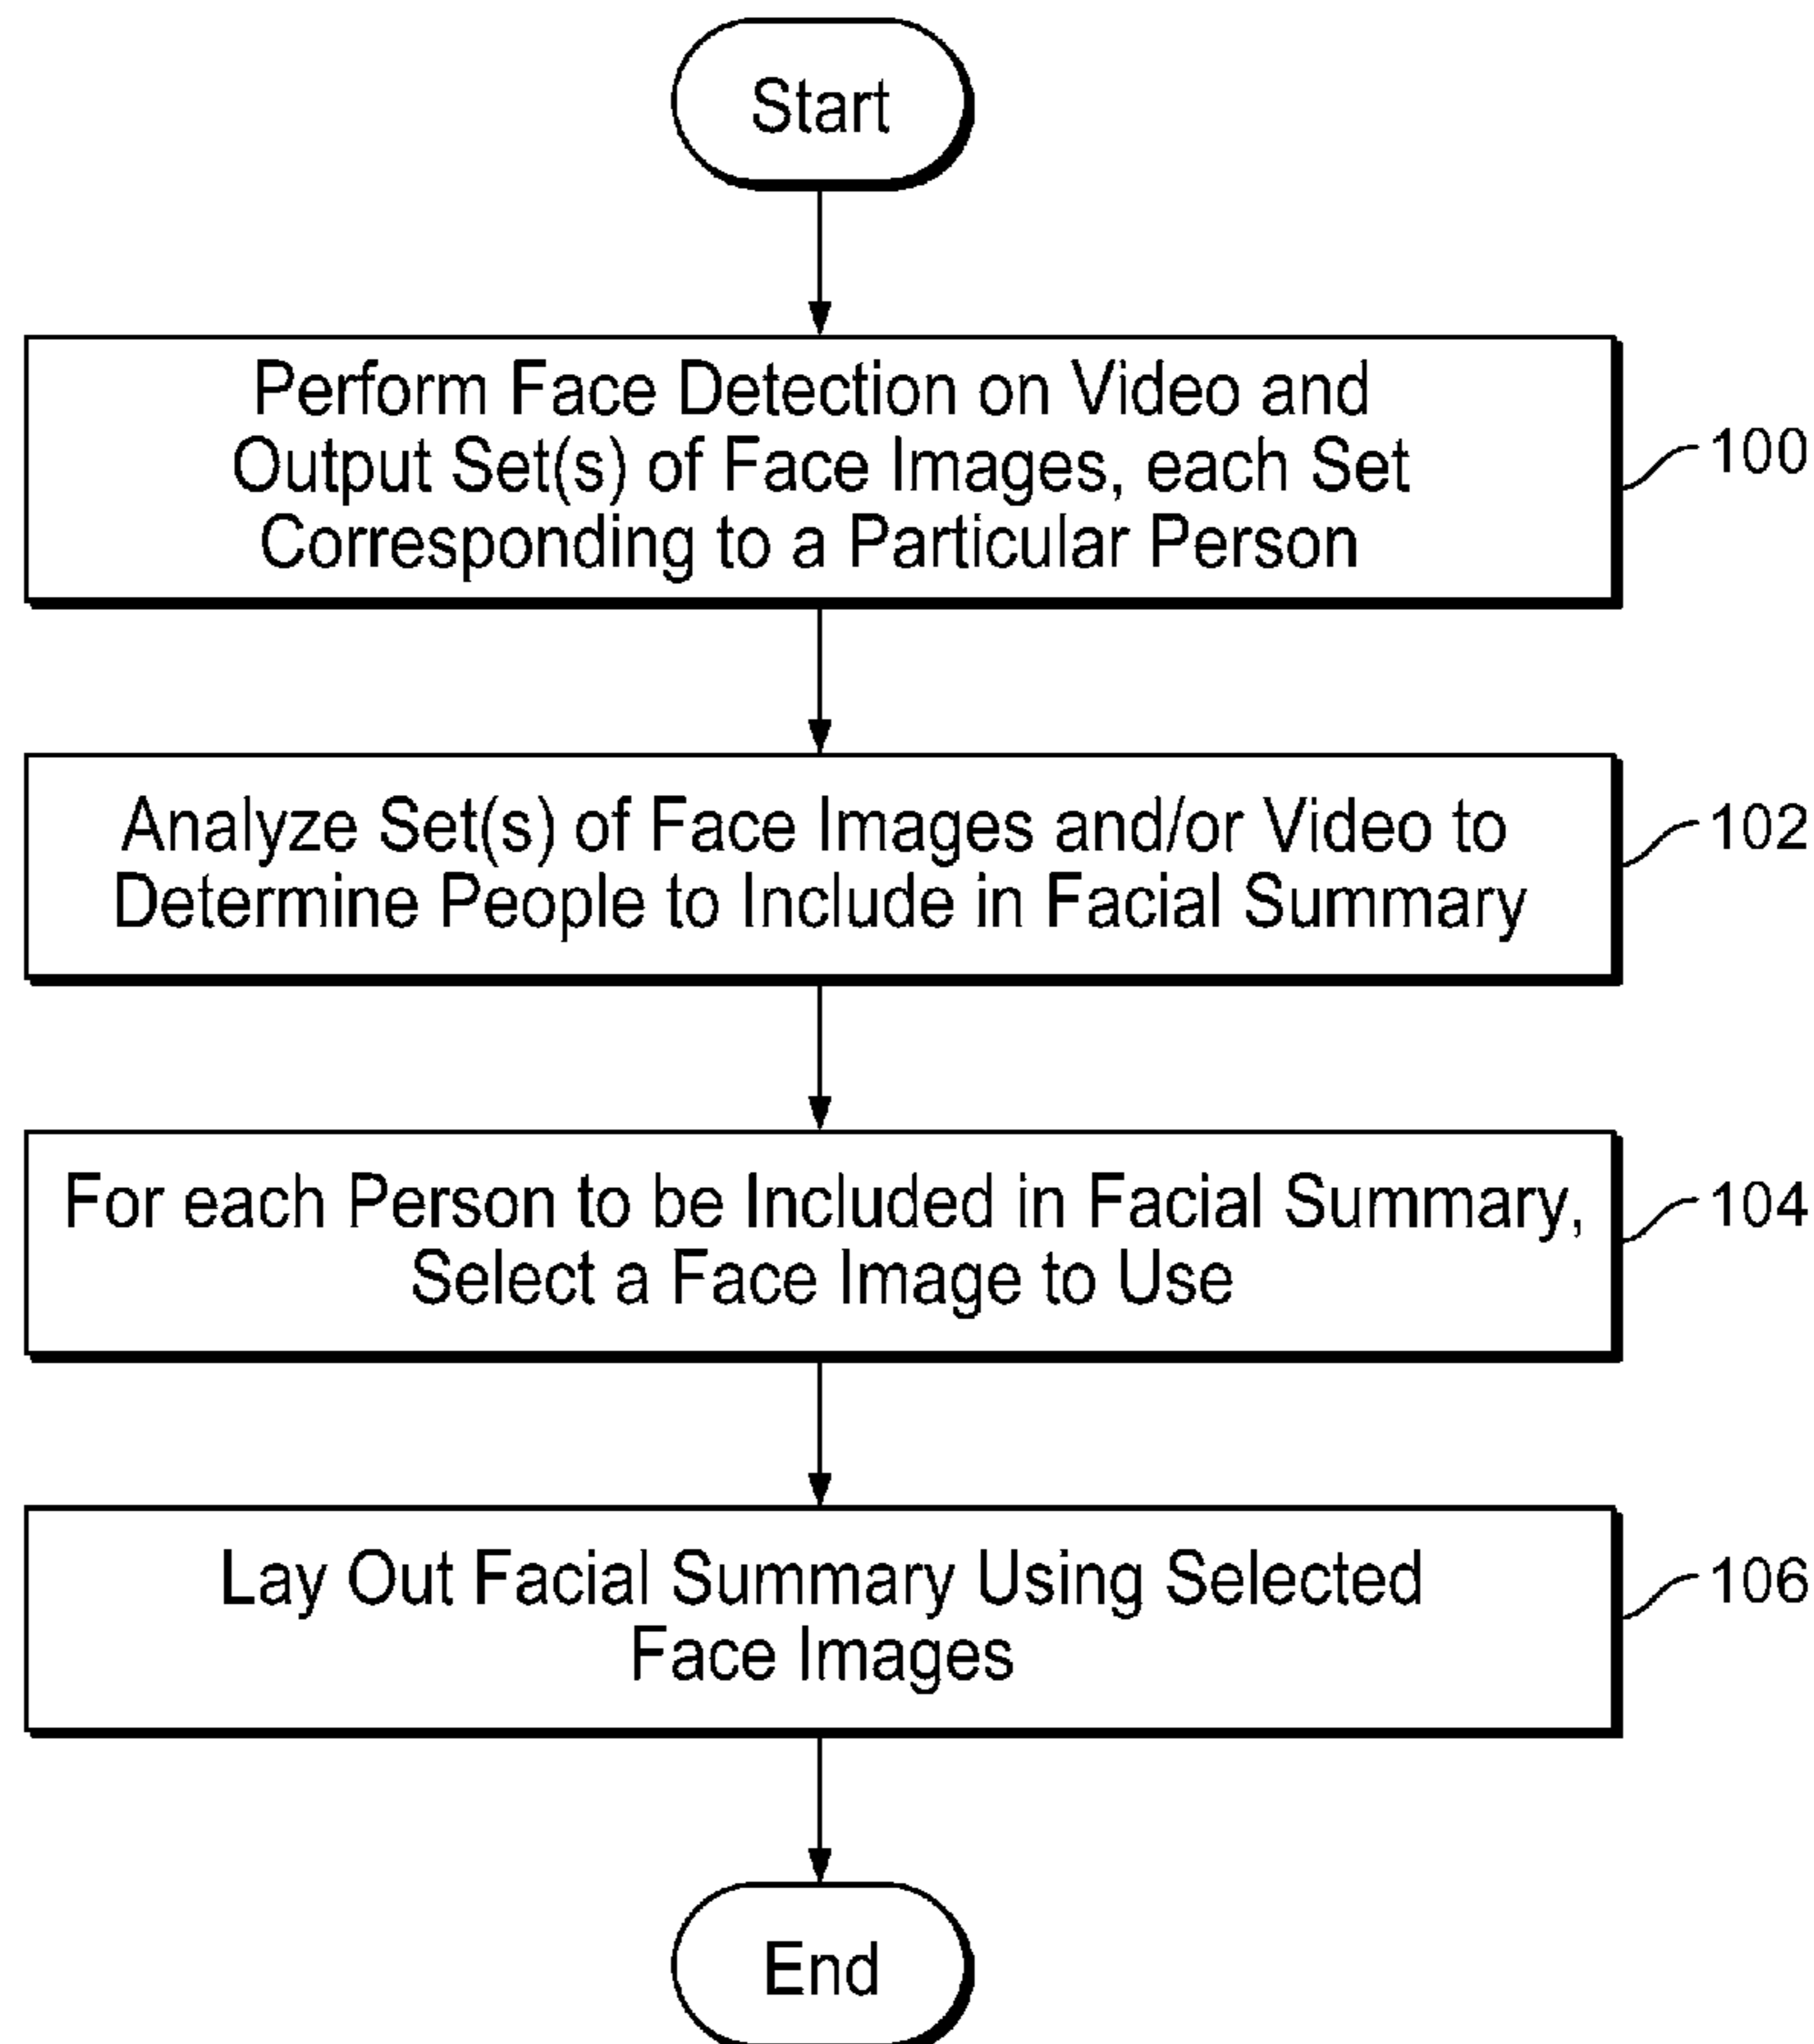 Start
Perform Face Detection on Video and
Output Set(s) of Face Images, each Set
Corresponding to a Particular Person
100
Analyze Set(s) of Face Images and/or Video to
Determine People to Include in Facial Summary
102
For each Person to be Included in Facial Summary,
Select a Face Image to Use
104
Lay Out Facial Summary Using Selected
Face Images
106
End